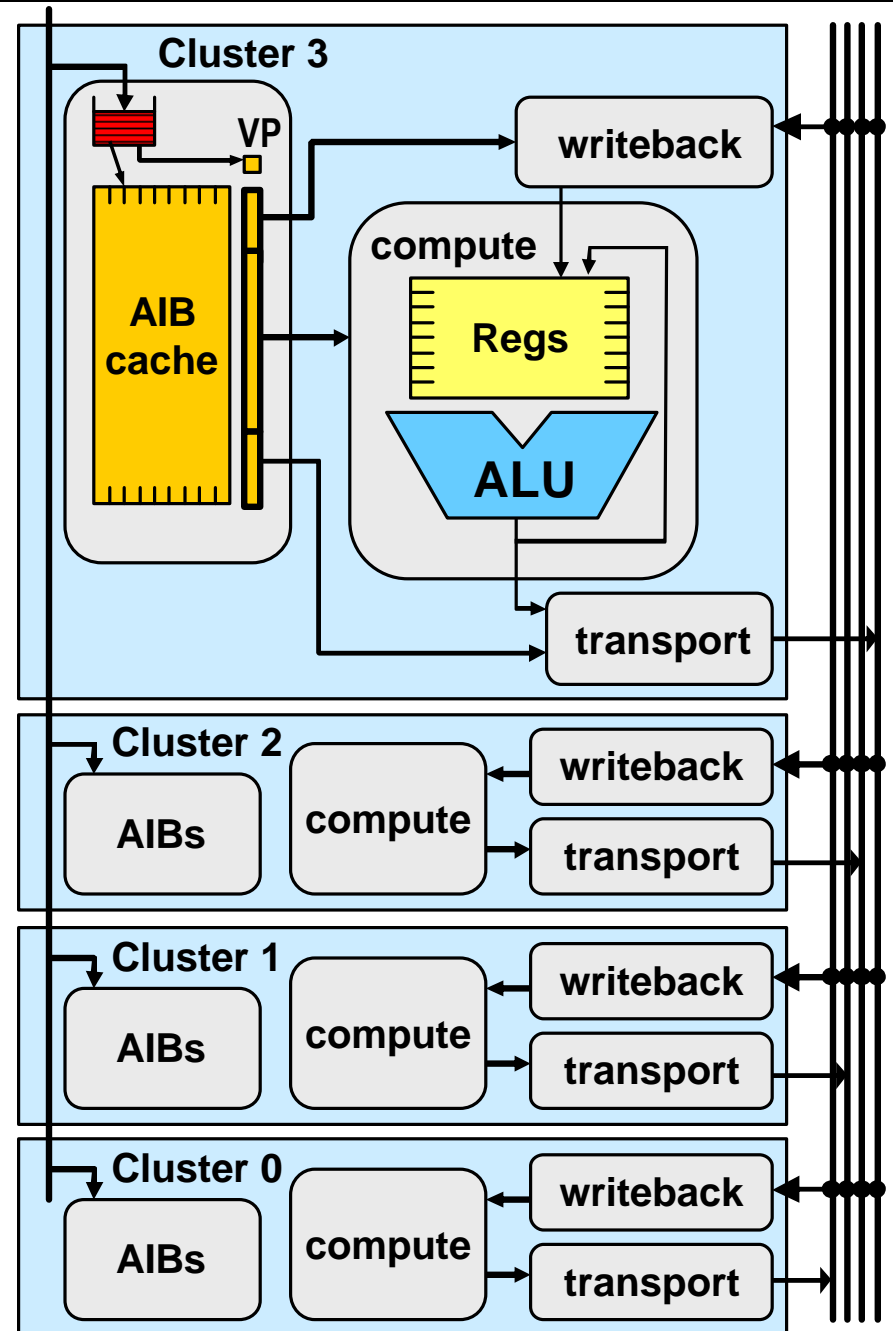 Cluster 3
VP
writeback
compute
AIB
cache
Regs
ALU
transport
Cluster 2
writeback
AIBs
compute
transport
Cluster 1
writeback
AIBs
compute
transport
Cluster 0
writeback
AIBs
compute
transport